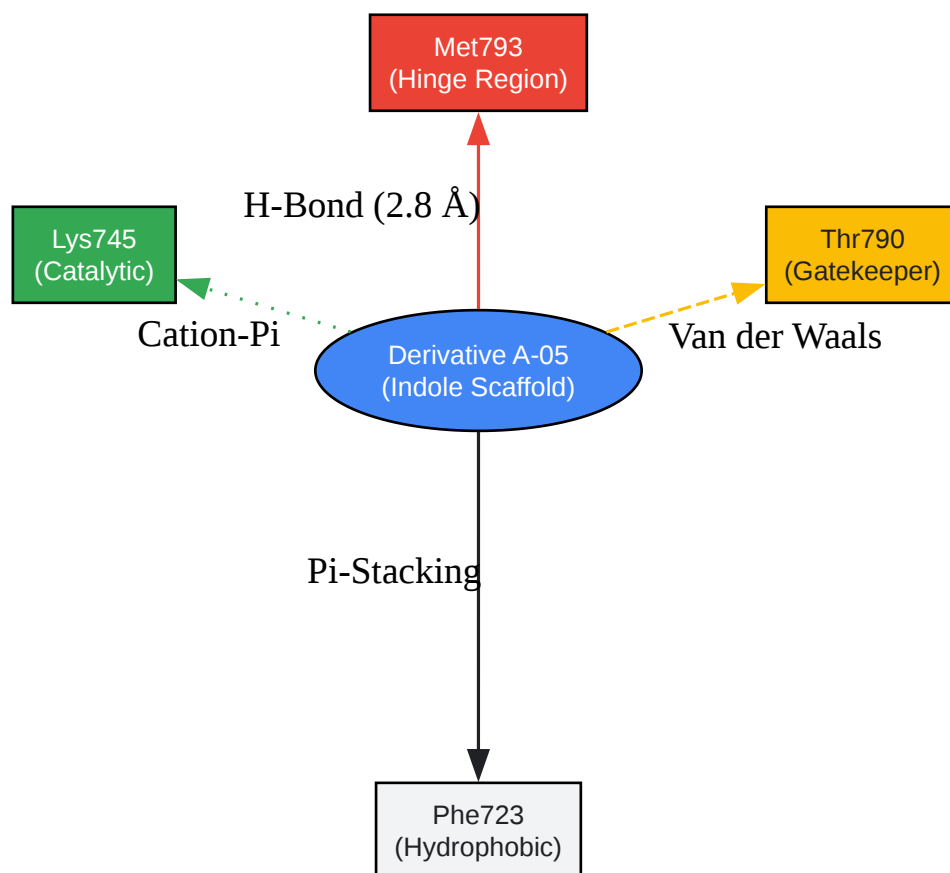 Met793
(Hinge Region)
H-Bond (2.8 Å)
Lys745
(Catalytic)
Thr790
(Gatekeeper)
Cation-Pi
Van der Waals
Derivative A-05
(Indole Scaffold)
Pi-Stacking
Phe723
(Hydrophobic)